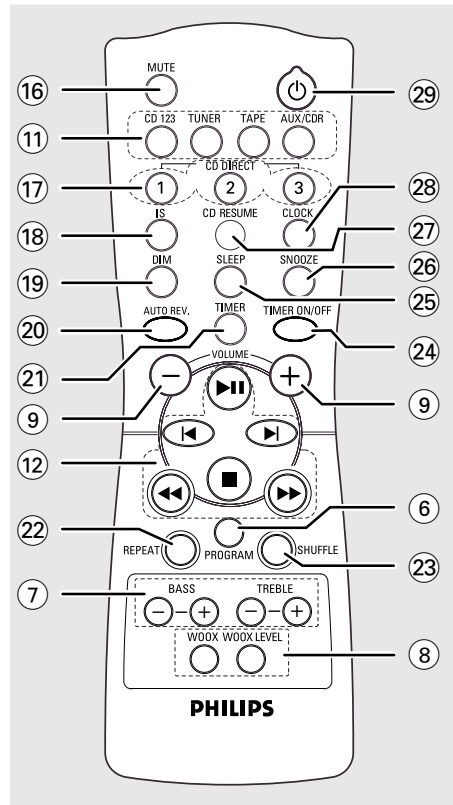 MUTE
16 29
CD 123 TUNER TAPE AUX/CDR
11
CD DIRECT
17 1 2 3 28
IS CD RESUME CLOCK
18 27
DIM SLEEP SNOOZE
19 26
25
AUTO REV. TIMER TIMER ON/OFF
20 24
21
VOLUME
9 − + 9
12
6
22 REPEAT PROGRAM SHUFFLE 23
BASS TREBLE
7 − + − +
WOOX WOOX LEVEL
8
PHILIPS